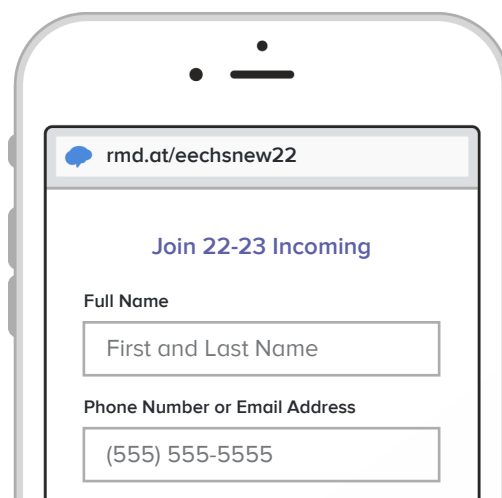 rmd.at/eechsnew22
Join 22-23 Incoming
Full Name
First and Last Name
Phone Number or Email Address
(555) 555-5555